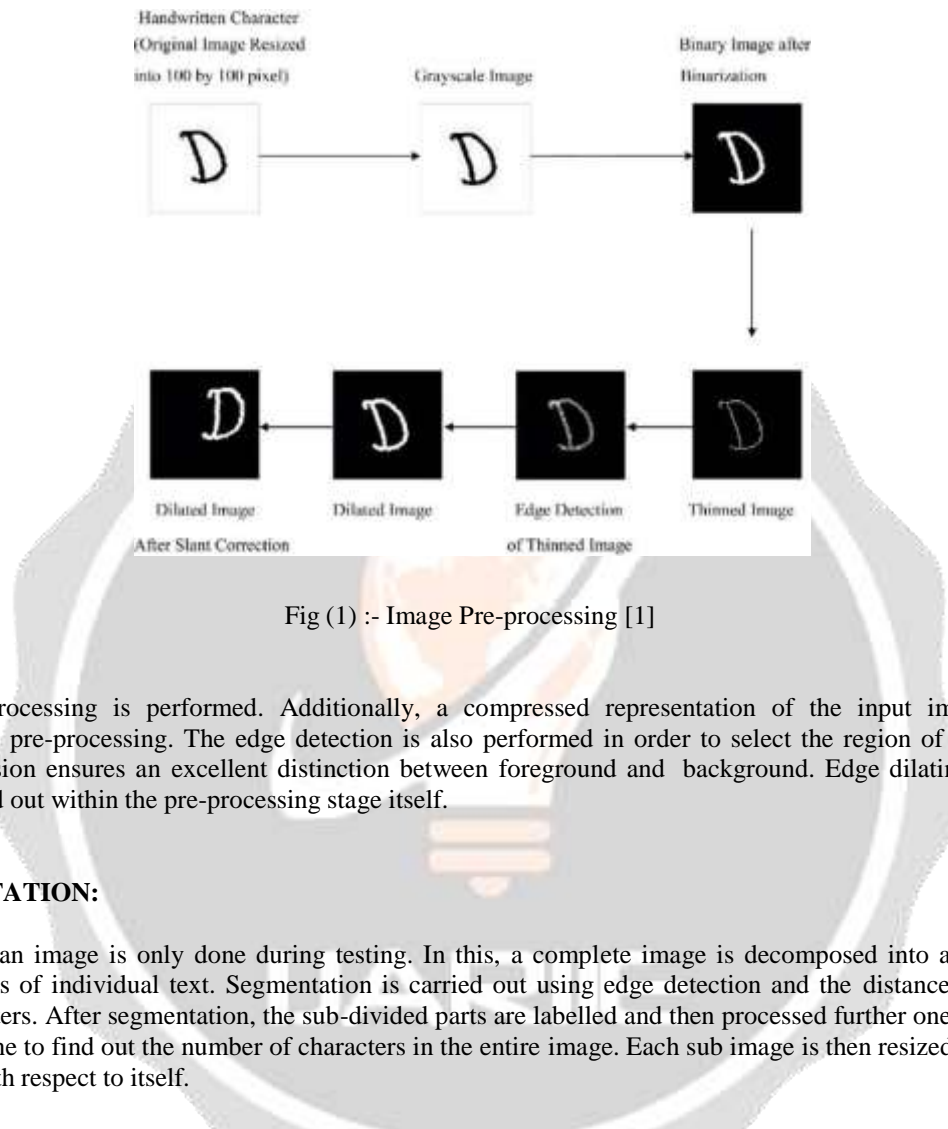 Handwritten Character
(Original Image Resized
into 100 by 100 pixel)
Grayscale Image
Binary Image after
Binarization
D
D
D
D
D
D
D
Dilated Image
After Slant Correction
Dilated Image
Edge Detection
of Thinned Image
Thinned Image
Fig (1) :- Image Pre-processing [1]
rocessing is performed. Additionally, a compressed representation of the input im
pre-processing. The edge detection is also performed in order to select the region of
sion ensures an excellent distinction between foreground and background. Edge dilatin
d out within the pre-processing stage itself.
TATION:
an image is only done during testing. In this, a complete image is decomposed into a
s of individual text. Segmentation is carried out using edge detection and the distance
ters. After segmentation, the sub-divided parts are labelled and then processed further one
ne to find out the number of characters in the entire image. Each sub image is then resized
th respect to itself.